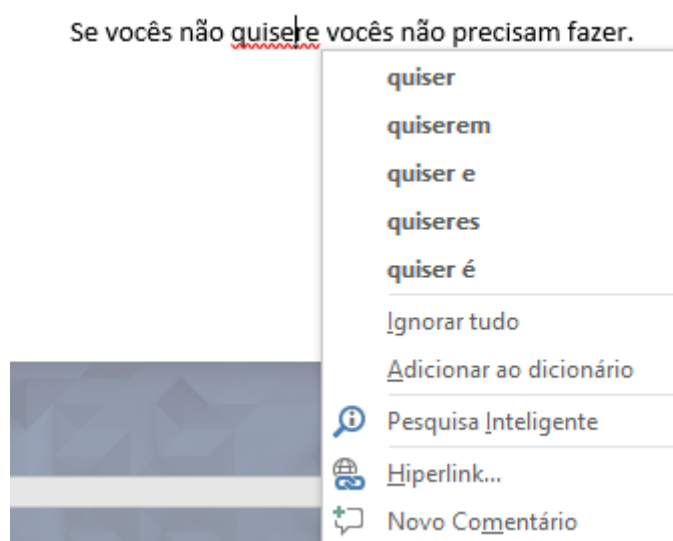 Se vocês não quisere vocês não precisam fazer.
quiser
quiserem
quiser e
quiseres
quiser é
Ignorar tudo
Adicionar ao dicionário
Pesquisa Inteligente
Hiperlink...
Novo Comentário